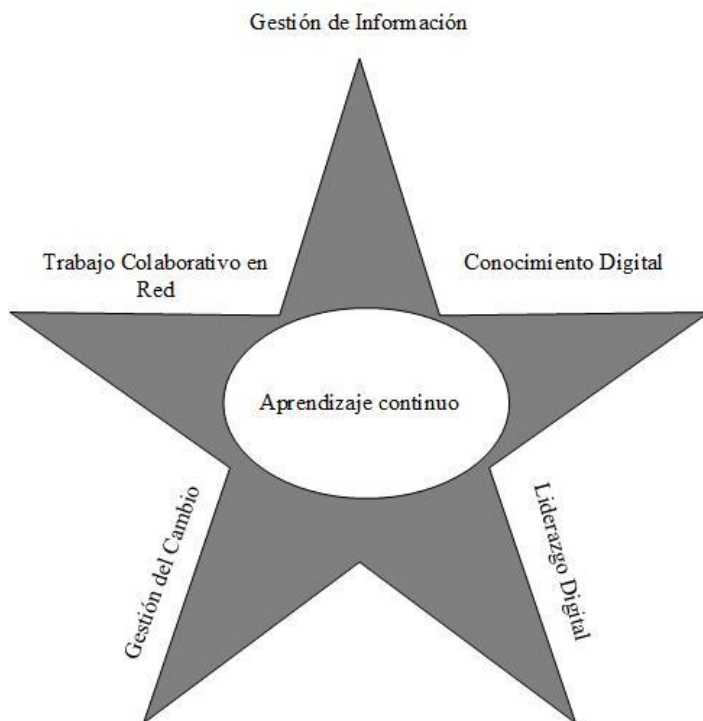 Gestión de Información
Trabajo Colaborativo en
Red
Conocimiento Digital
Aprendizaje continuo
Gestión del Cambio
Liderazgo Digital